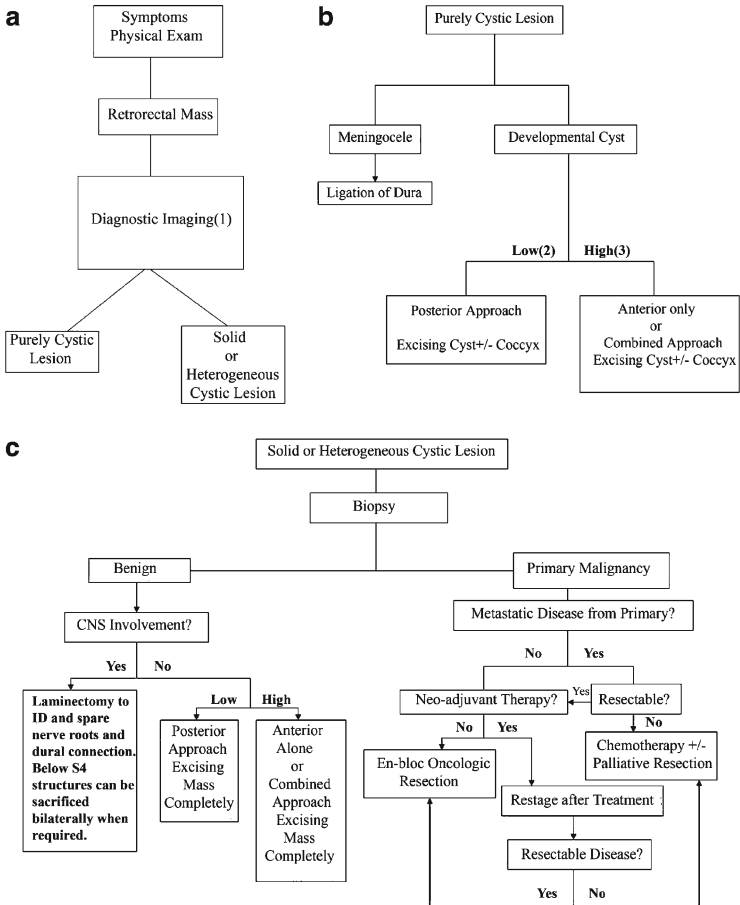 a
Symptoms
Physical Exam
Retrorectal Mass
Diagnostic Imaging(1)
Purely Cystic
Lesion
Solid
or
Heterogeneous
Cystic Lesion
b
Purely Cystic Lesion
Meningocele
Developmental Cyst
Ligation of Dura
Low(2)
High(3)
Posterior Approach
Excising Cyst+/- Coccyx
Anterior only
or
Combined Approach
Excising Cyst+/- Coccyx
c
Solid or Heterogeneous Cystic Lesion
Biopsy
Benign
Primary Malignancy
CNS Involvement?
Metastatic Disease from Primary?
Yes
No
No
Yes
Laminectomy to
ID and spare
nerve roots and
dural connection.
Below S4
structures can be
sacrificed
bilaterally when
required.
Low
High
Posterior
Approach
Excising
Mass
Completely
Anterior
Alone
or
Combined
Approach
Excising
Mass
Completely
Neo-adjuvant Therapy?
Yes
Resectable?
No
Yes
No
En-bloc Oncologic
Resection
Chemotherapy +/-
Palliative Resection
Restage after Treatment
Resectable Disease?
Yes
No